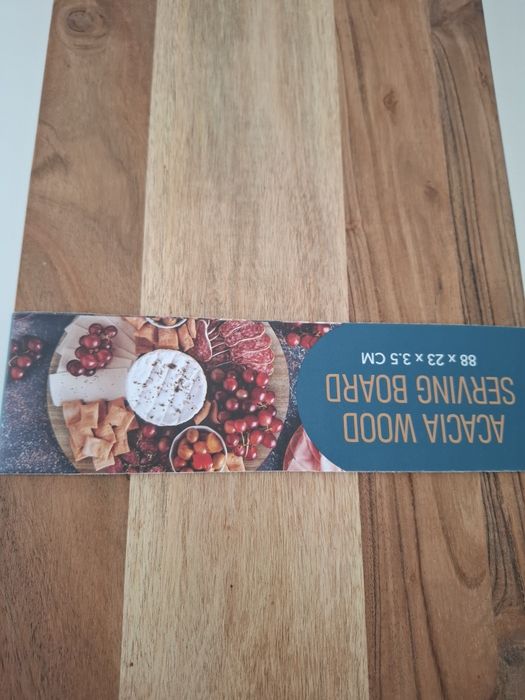 ACACIA WOOD
SERVING BOARD
88 x 23 x 3.5 CM